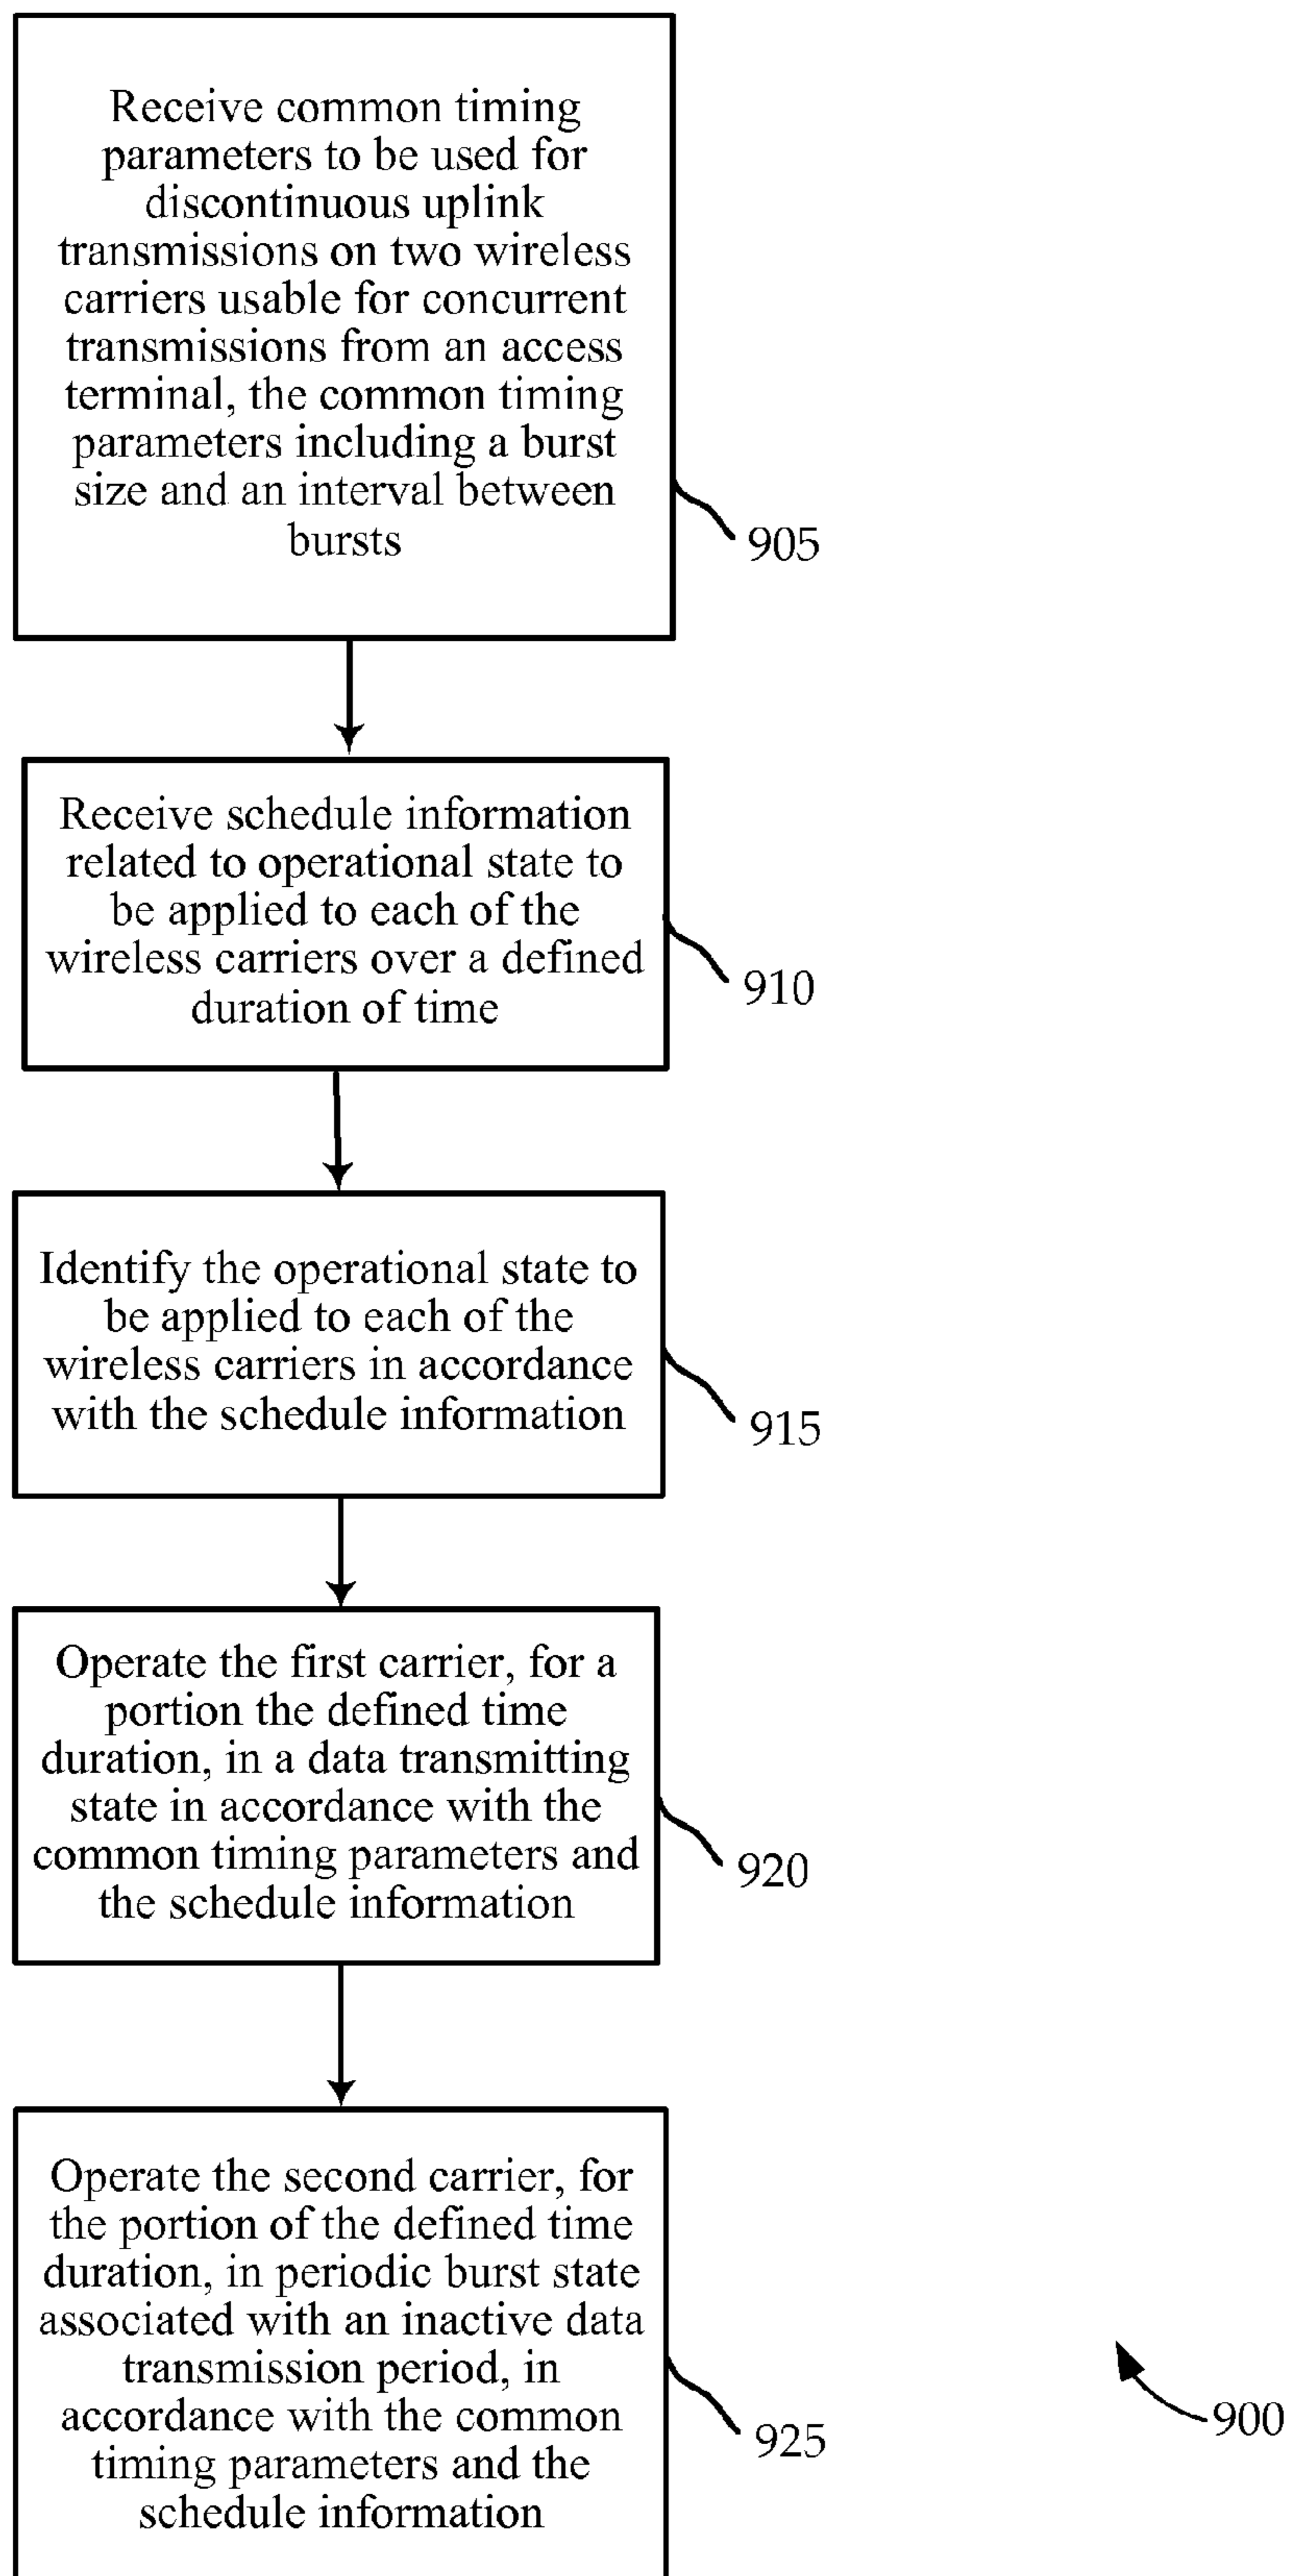 Receive common timing
parameters to be used for
discontinuous uplink
transmissions on two wireless
carriers usable for concurrent
transmissions from an access
terminal, the common timing
parameters including a burst
size and an interval between
bursts
905
Receive schedule information
related to operational state to
be applied to each of the
wireless carriers over a defined
duration of time
910
Identify the operational state to
be applied to each of the
wireless carriers in accordance
with the schedule information
915
Operate the first carrier, for a
portion the defined time
duration, in a data transmitting
state in accordance with the
common timing parameters and
the schedule information
920
Operate the second carrier, for
the portion of the defined time
duration, in periodic burst state
associated with an inactive data
transmission period, in
accordance with the common
timing parameters and the
schedule information
925
900